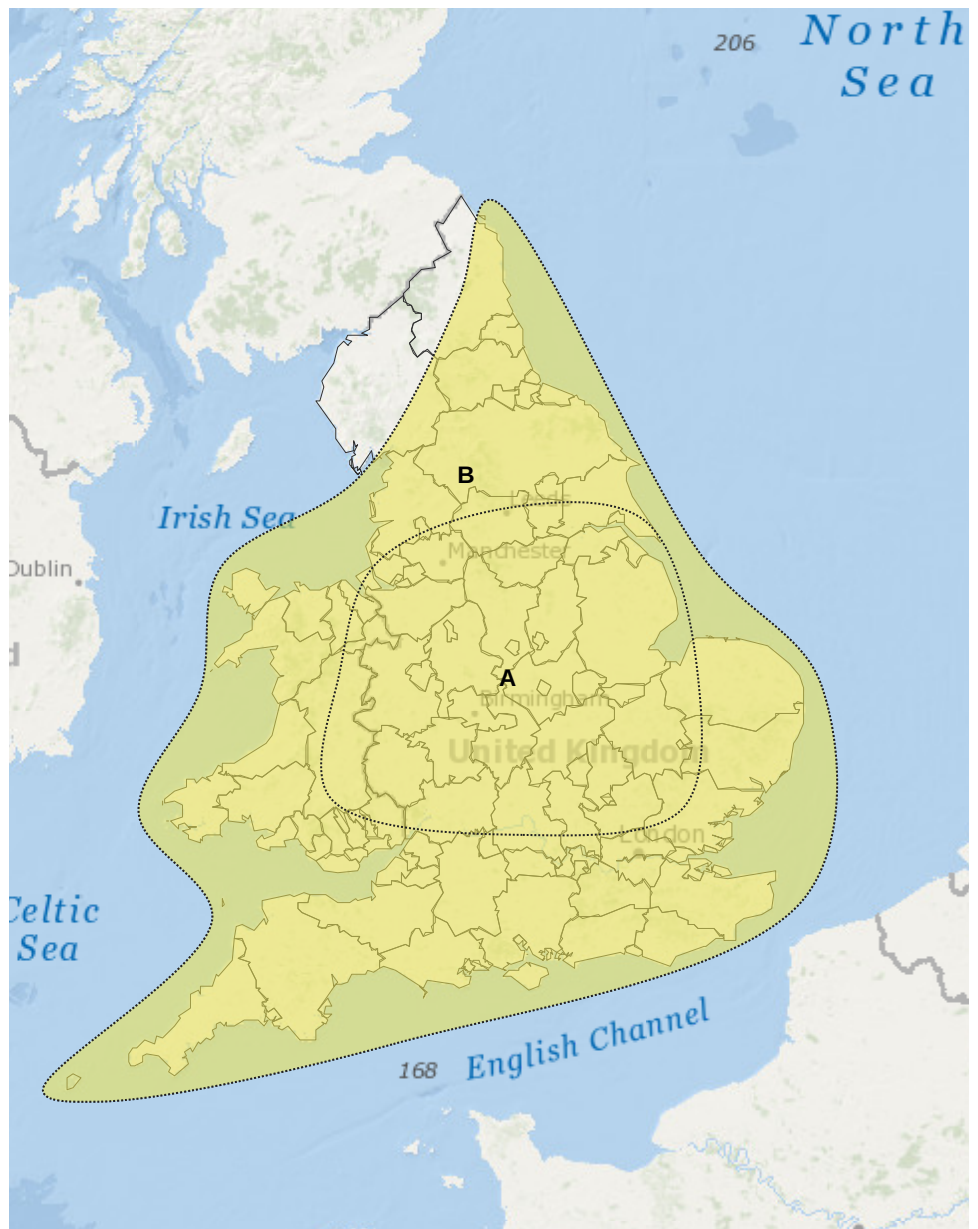 North
206
Sea
B
Leeds
Irish Sea
Manchester
Dublin
d
A
Birmingham
United Kingdom
London
Celtic
Sea
English Channel
168